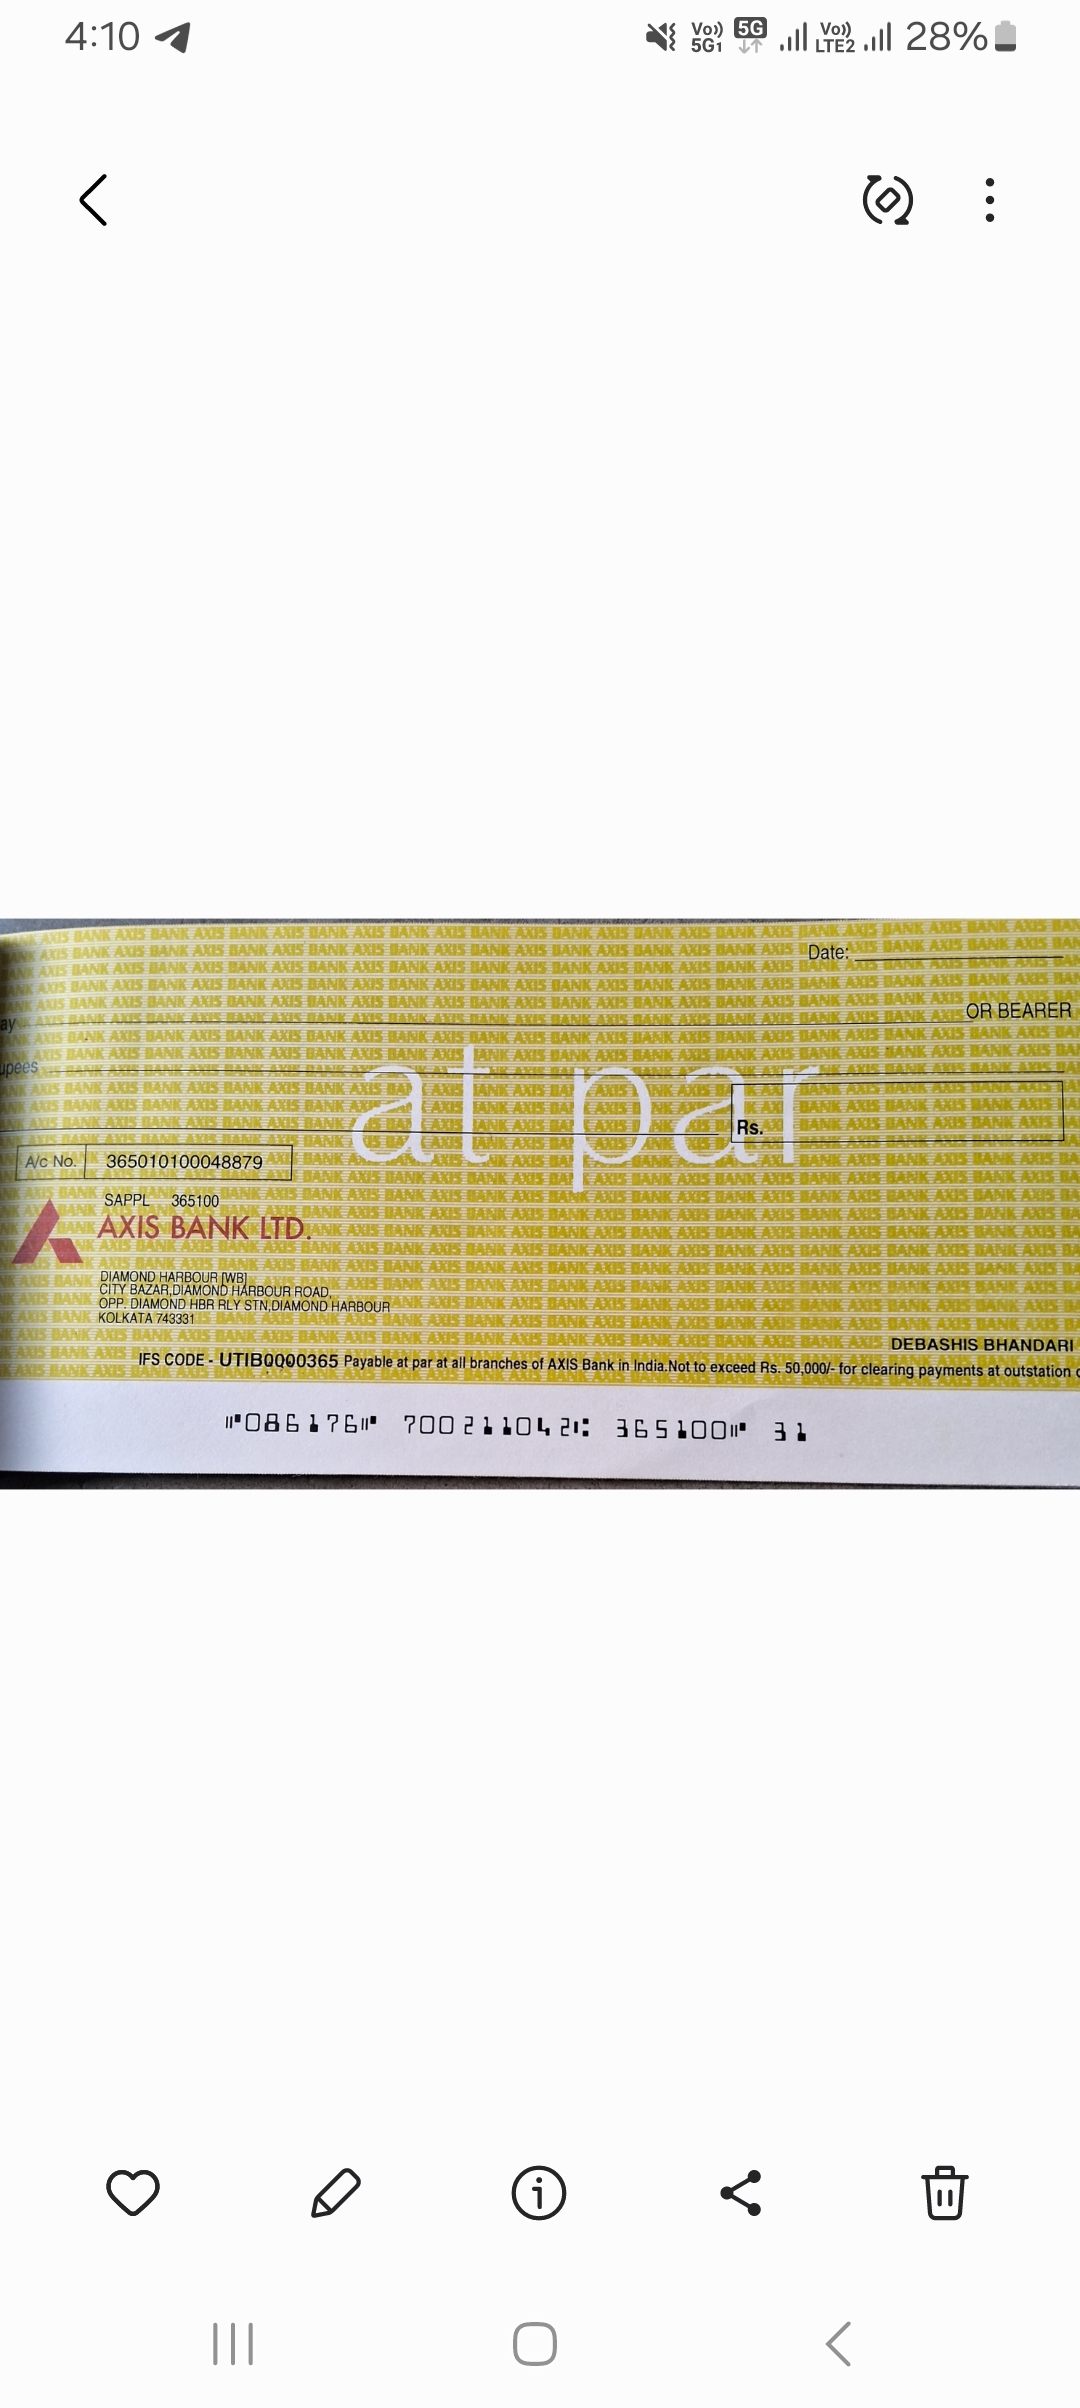 4:10
Vo)) 5G1 5G Vo)) LTE2 28%
Date:
ay OR BEARER
upees
at par
Rs.
A/c No. 365010100048879
SAPPL 365100
AXIS BANK LTD.
DIAMOND HARBOUR [WB]
CITY BAZAR,DIAMOND HARBOUR ROAD,
OPP. DIAMOND HBR RLY STN,DIAMOND HARBOUR
KOLKATA 743331
DEBASHIS BHANDARI
IFS CODE - UTIB0000365 Payable at par at all branches of AXIS Bank in India.Not to exceed Rs. 50,000/- for clearing payments at outstation
⑈086176⑈ 700211042⑆ 365100⑈ 31